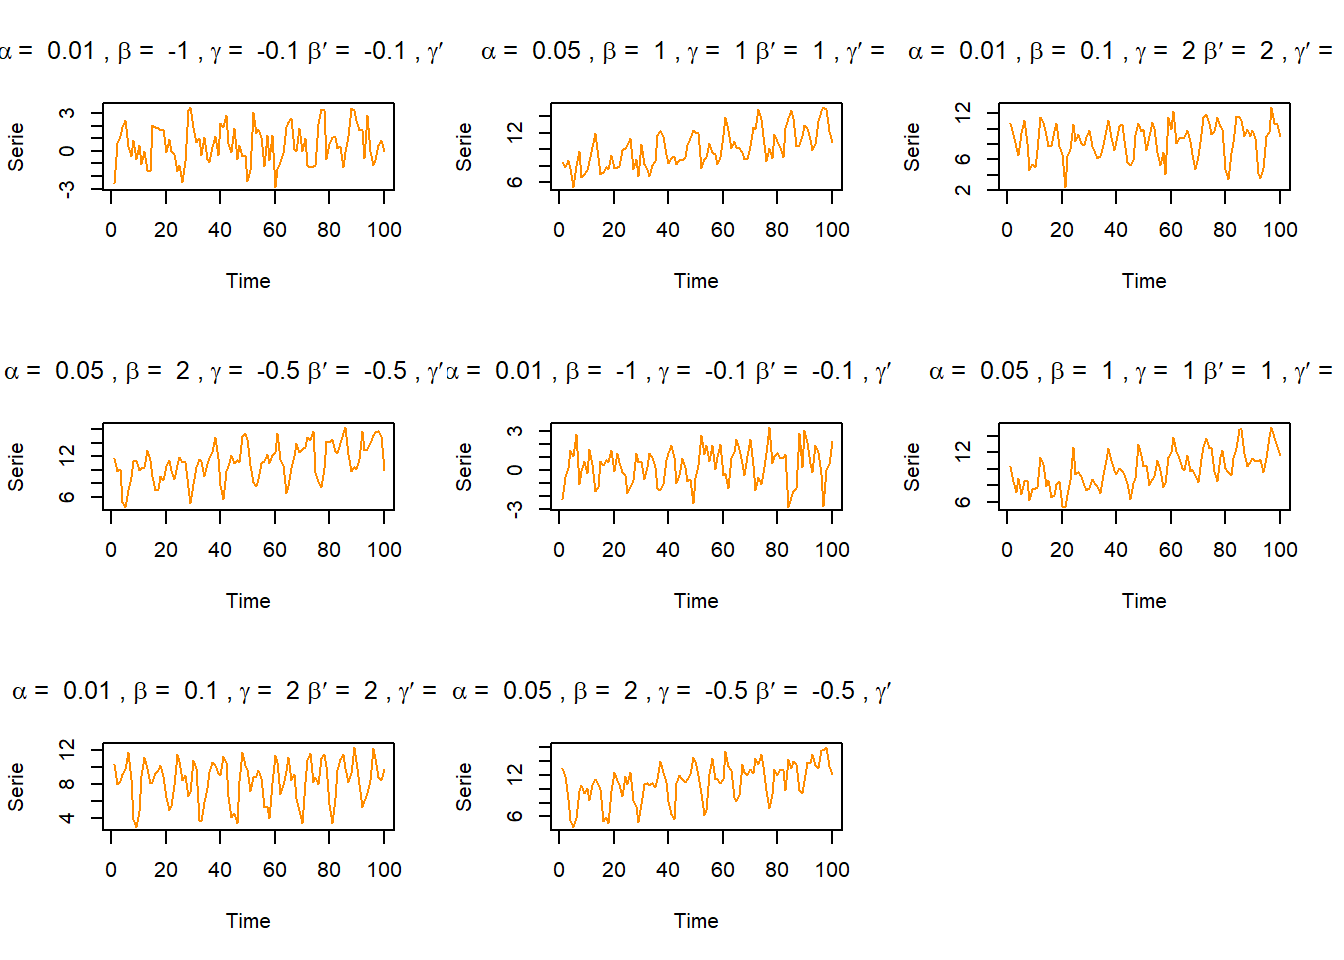 α = 0.01 , β = -1 , γ = -0.1 β′ = -0.1 , γ′
α = 0.05 , β = 1 , γ = 1 β′ = 1 , γ′ =
α = 0.01 , β = 0.1 , γ = 2 β′ = 2 , γ′ =
Serie
3
0
-3
0 20 40 60 80 100
Time
Serie
12
6
0 20 40 60 80 100
Time
Serie
12
6
2
0 20 40 60 80 100
Time
α = 0.05 , β = 2 , γ = -0.5 β′ = -0.5 , γ′
α = 0.01 , β = -1 , γ = -0.1 β′ = -0.1 , γ′
α = 0.05 , β = 1 , γ = 1 β′ = 1 , γ′ =
Serie
12
6
0 20 40 60 80 100
Time
Serie
3
0
-3
0 20 40 60 80 100
Time
Serie
12
6
0 20 40 60 80 100
Time
α = 0.01 , β = 0.1 , γ = 2 β′ = 2 , γ′ =
α = 0.05 , β = 2 , γ = -0.5 β′ = -0.5 , γ′
Serie
12
8
4
0 20 40 60 80 100
Time
Serie
12
6
0 20 40 60 80 100
Time